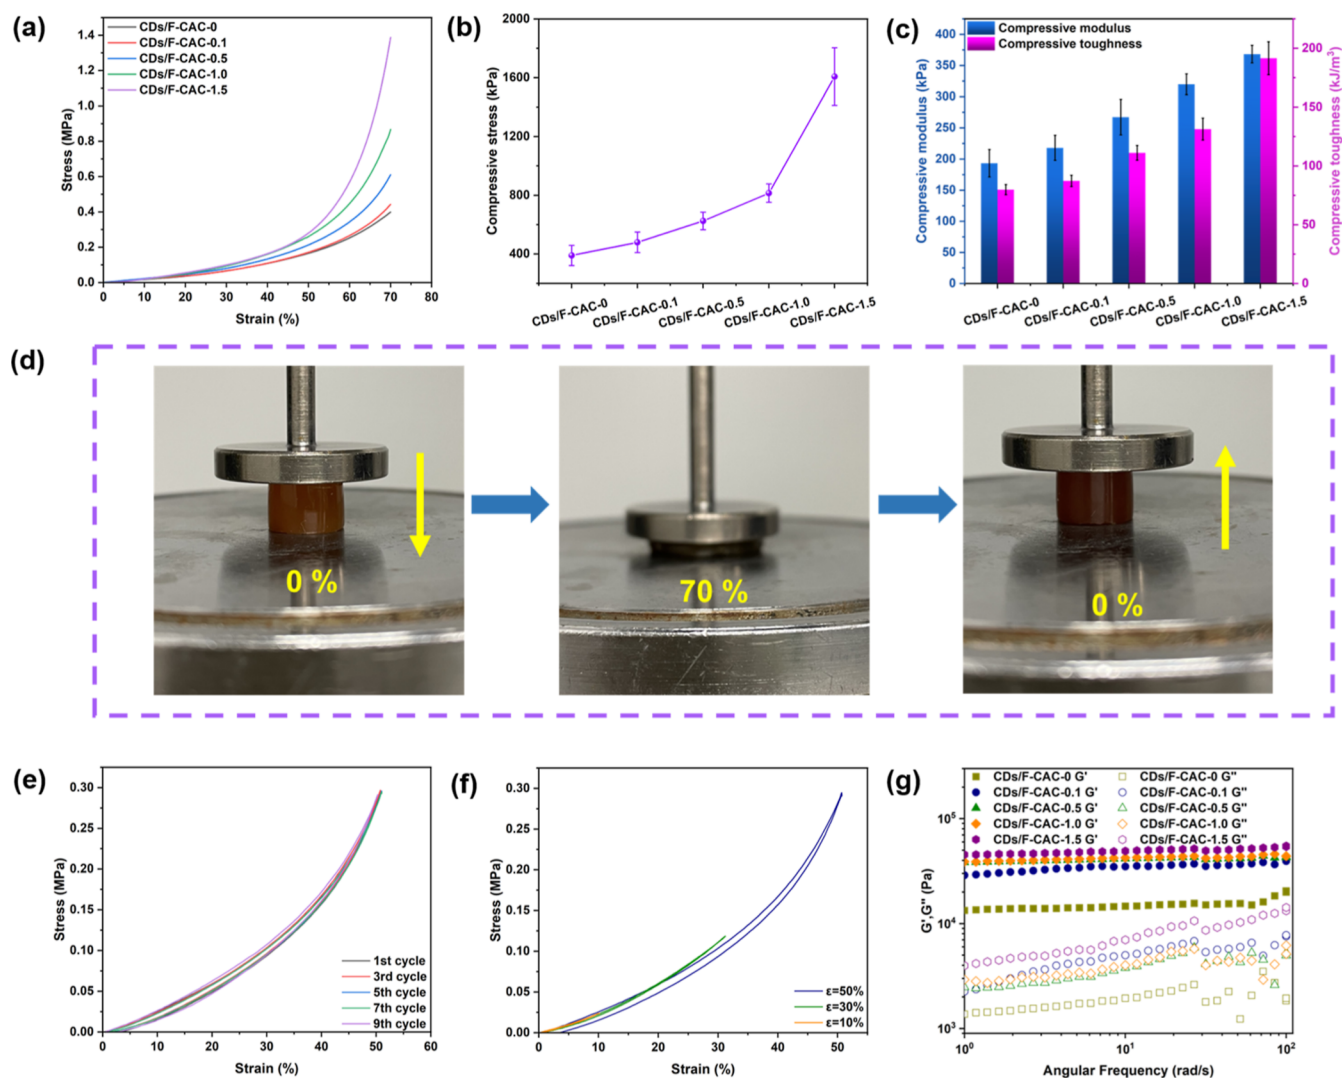 (a)
CDs/F-CAC-0
CDs/F-CAC-0.1
CDs/F-CAC-0.5
CDs/F-CAC-1.0
CDs/F-CAC-1.5
1.4
1.2
1.0
0.8
0.6
0.4
0.2
0.0
Stress (MPa)
0 10 20 30 40 50 60 70 80
Strain (%)
(b)
2000
1600
1200
800
400
Compressive stress (kPa)
CDs/F-CAC-0
CDs/F-CAC-0.1
CDs/F-CAC-0.5
CDs/F-CAC-1.0
CDs/F-CAC-1.5
(c)
Compressive modulus
Compressive toughness
400
350
300
250
200
150
100
50
0
Compressive modulus (kPa)
200
150
100
50
0
Compressive toughness (kJ/m³)
CDs/F-CAC-0
CDs/F-CAC-0.1
CDs/F-CAC-0.5
CDs/F-CAC-1.0
CDs/F-CAC-1.5
(d)
0 %
70 %
0 %
(e)
0.30
0.25
0.20
0.15
0.10
0.05
0.00
Stress (MPa)
1st cycle
3rd cycle
5th cycle
7th cycle
9th cycle
0 10 20 30 40 50 60
Strain (%)
(f)
0.30
0.25
0.20
0.15
0.10
0.05
0.00
Stress (MPa)
ε=50%
ε=30%
ε=10%
0 10 20 30 40 50
Strain (%)
(g)
CDs/F-CAC-0 G' CDs/F-CAC-0 G''
CDs/F-CAC-0.1 G' CDs/F-CAC-0.1 G''
CDs/F-CAC-0.5 G' CDs/F-CAC-0.5 G''
CDs/F-CAC-1.0 G' CDs/F-CAC-1.0 G''
CDs/F-CAC-1.5 G' CDs/F-CAC-1.5 G''
10⁵
10⁴
10³
G',G'' (Pa)
10⁰ 10¹ 10²
Angular Frequency (rad/s)